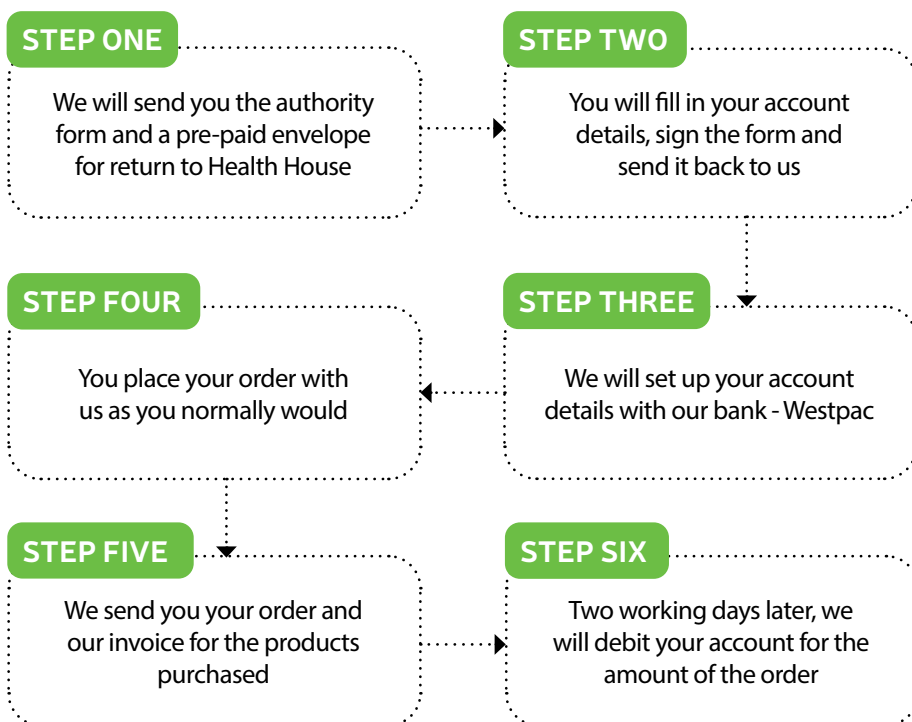 STEP ONE
We will send you the authority
form and a pre-paid envelope
for return to Health House
STEP TWO
You will fill in your account
details, sign the form and
send it back to us
STEP THREE
We will set up your account
details with our bank - Westpac
STEP FOUR
You place your order with
us as you normally would
STEP FIVE
We send you your order and
our invoice for the products
purchased
STEP SIX
Two working days later, we
will debit your account for the
amount of the order